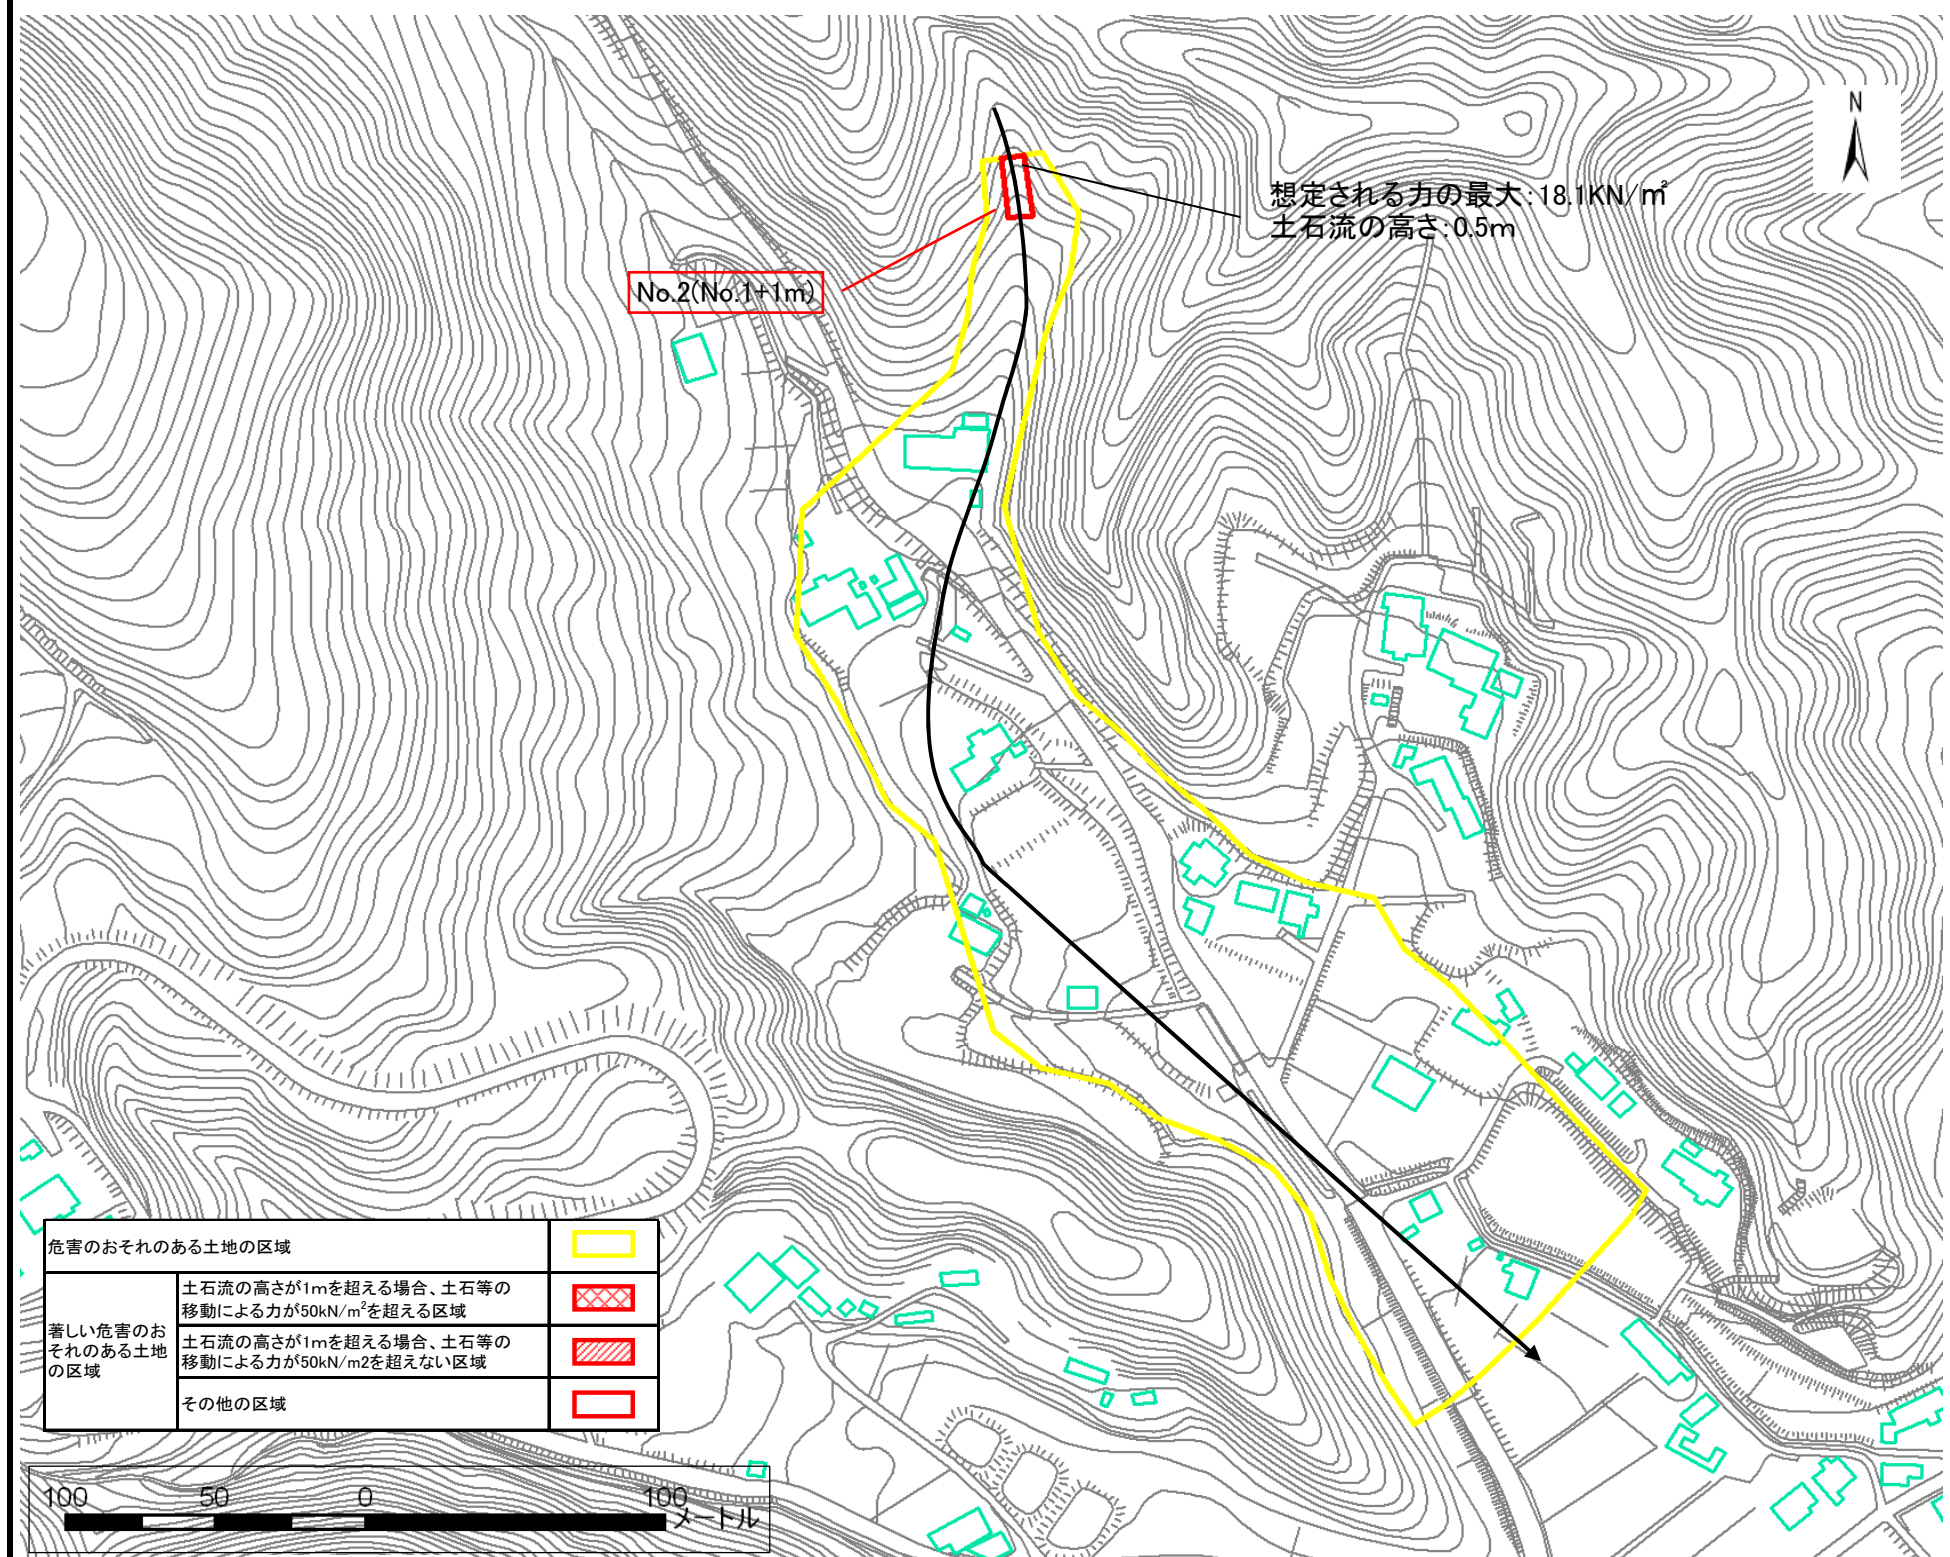 N
想定される力の最大:18.1KN/㎡
土石流の高さ:0.5m
No.2(No.1+1m)
危害のおそれのある土地の区域
著しい危害のお
それのある土地
の区域
土石流の高さが1mを超える場合、土石等の
移動による力が50kN/m²を超える区域
土石流の高さが1mを超える場合、土石等の
移動による力が50kN/m2を超えない区域
その他の区域
100 50 0 100
メートル